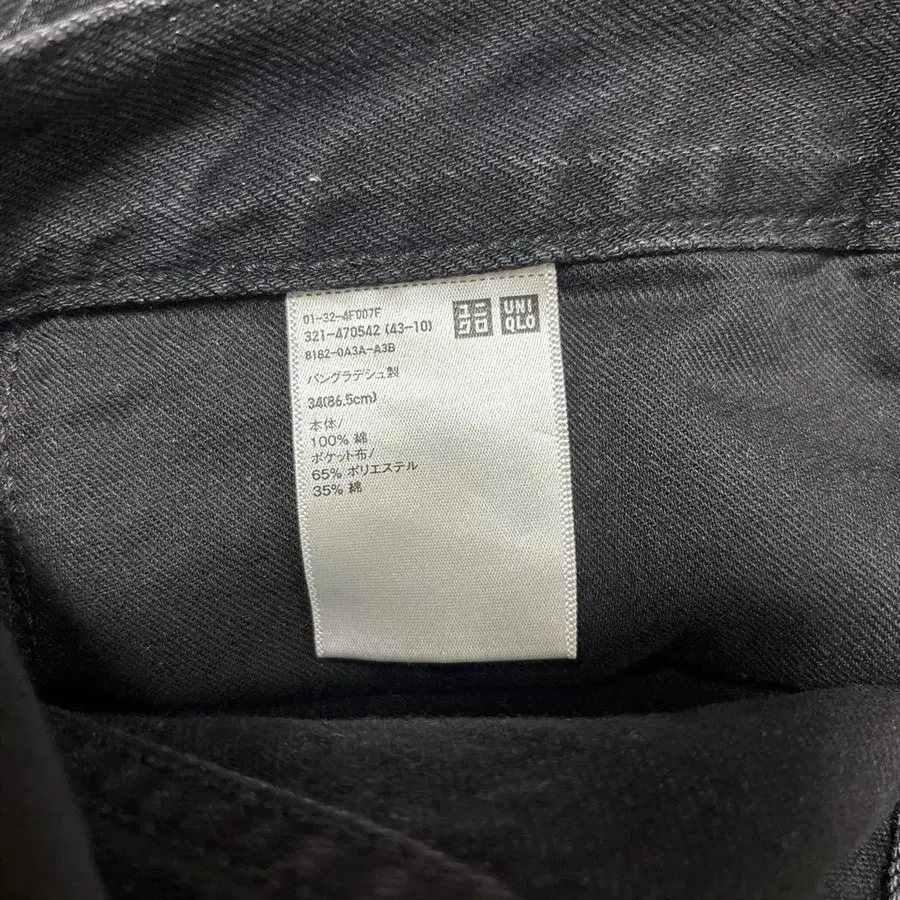 01-32-4F007F
321-470542 (43-10)
8182-0A3A-A3B
バングラデシュ製
34(86.5cm)
本体/
100% 綿
ポケット布/
65% ポリエステル
35% 綿
ユニ
クロ
UNI
QLO